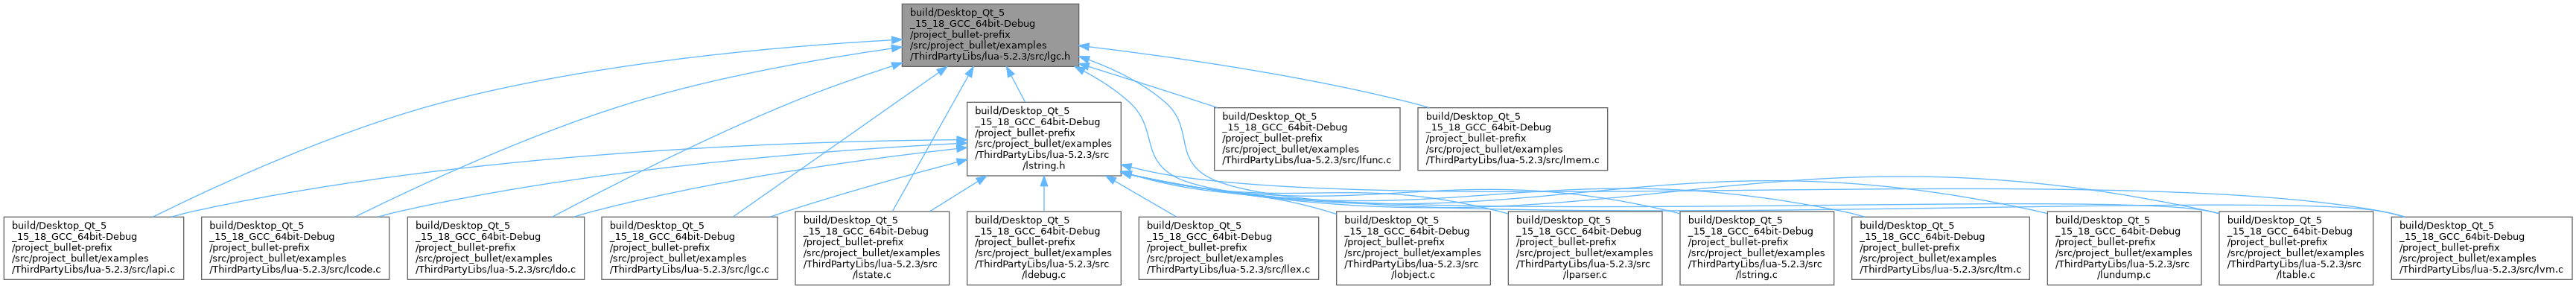 build/Desktop_Qt_5
_15_18_GCC_64bit-Debug
/project_bullet-prefix
/src/project_bullet/examples
/ThirdPartyLibs/lua-5.2.3/src/lgc.h
build/Desktop_Qt_5
_15_18_GCC_64bit-Debug
/project_bullet-prefix
/src/project_bullet/examples
/ThirdPartyLibs/lua-5.2.3/src
/lstring.h
build/Desktop_Qt_5
_15_18_GCC_64bit-Debug
/project_bullet-prefix
/src/project_bullet/examples
/ThirdPartyLibs/lua-5.2.3/src/lfunc.c
build/Desktop_Qt_5
_15_18_GCC_64bit-Debug
/project_bullet-prefix
/src/project_bullet/examples
/ThirdPartyLibs/lua-5.2.3/src/lmem.c
build/Desktop_Qt_5
_15_18_GCC_64bit-Debug
/project_bullet-prefix
/src/project_bullet/examples
/ThirdPartyLibs/lua-5.2.3/src/lapi.c
build/Desktop_Qt_5
_15_18_GCC_64bit-Debug
/project_bullet-prefix
/src/project_bullet/examples
/ThirdPartyLibs/lua-5.2.3/src/lcode.c
build/Desktop_Qt_5
_15_18_GCC_64bit-Debug
/project_bullet-prefix
/src/project_bullet/examples
/ThirdPartyLibs/lua-5.2.3/src/ldo.c
build/Desktop_Qt_5
_15_18_GCC_64bit-Debug
/project_bullet-prefix
/src/project_bullet/examples
/ThirdPartyLibs/lua-5.2.3/src/lgc.c
build/Desktop_Qt_5
_15_18_GCC_64bit-Debug
/project_bullet-prefix
/src/project_bullet/examples
/ThirdPartyLibs/lua-5.2.3/src
/lstate.c
build/Desktop_Qt_5
_15_18_GCC_64bit-Debug
/project_bullet-prefix
/src/project_bullet/examples
/ThirdPartyLibs/lua-5.2.3/src
/ldebug.c
build/Desktop_Qt_5
_15_18_GCC_64bit-Debug
/project_bullet-prefix
/src/project_bullet/examples
/ThirdPartyLibs/lua-5.2.3/src/llex.c
build/Desktop_Qt_5
_15_18_GCC_64bit-Debug
/project_bullet-prefix
/src/project_bullet/examples
/ThirdPartyLibs/lua-5.2.3/src
/lobject.c
build/Desktop_Qt_5
_15_18_GCC_64bit-Debug
/project_bullet-prefix
/src/project_bullet/examples
/ThirdPartyLibs/lua-5.2.3/src
/lparser.c
build/Desktop_Qt_5
_15_18_GCC_64bit-Debug
/project_bullet-prefix
/src/project_bullet/examples
/ThirdPartyLibs/lua-5.2.3/src
/lstring.c
build/Desktop_Qt_5
_15_18_GCC_64bit-Debug
/project_bullet-prefix
/src/project_bullet/examples
/ThirdPartyLibs/lua-5.2.3/src/ltm.c
build/Desktop_Qt_5
_15_18_GCC_64bit-Debug
/project_bullet-prefix
/src/project_bullet/examples
/ThirdPartyLibs/lua-5.2.3/src
/lundump.c
build/Desktop_Qt_5
_15_18_GCC_64bit-Debug
/project_bullet-prefix
/src/project_bullet/examples
/ThirdPartyLibs/lua-5.2.3/src
/ltable.c
build/Desktop_Qt_5
_15_18_GCC_64bit-Debug
/project_bullet-prefix
/src/project_bullet/examples
/ThirdPartyLibs/lua-5.2.3/src/lvm.c